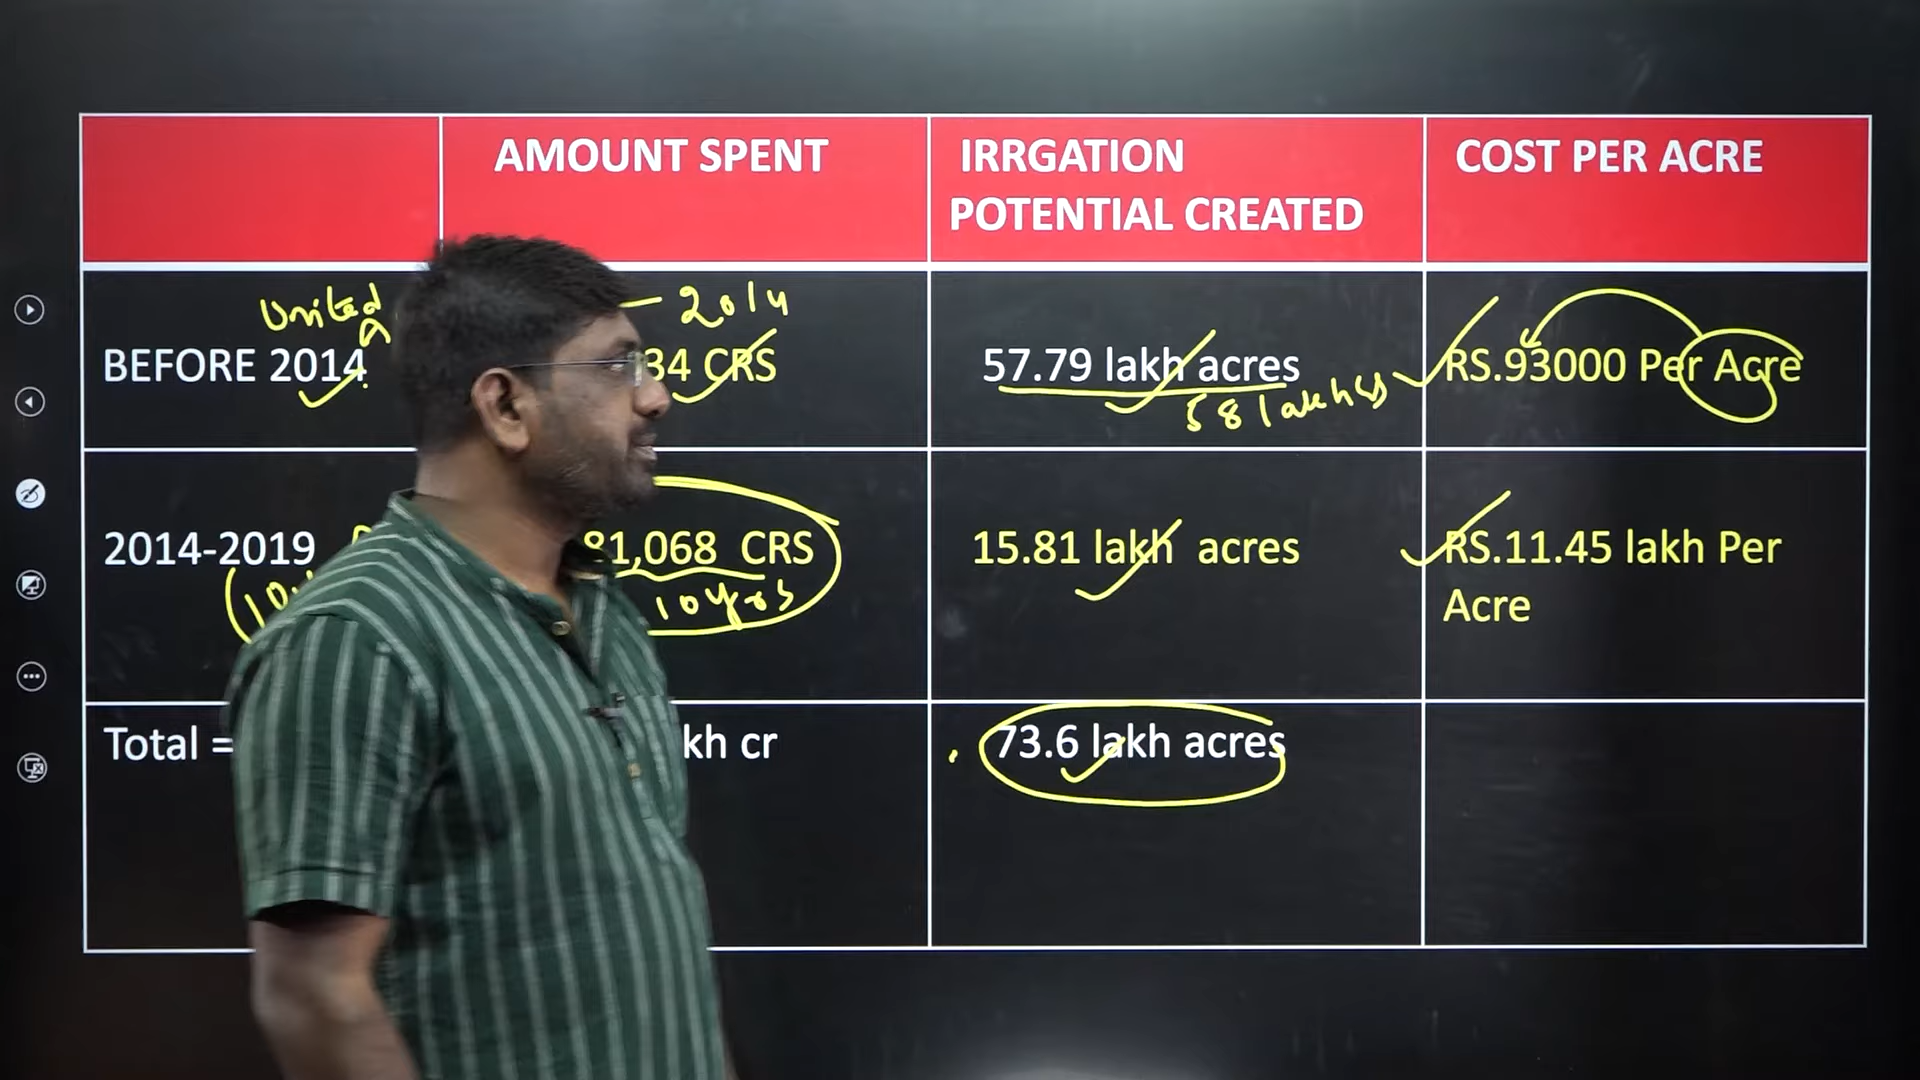 AMOUNT SPENT
IRRGATION
POTENTIAL CREATED
COST PER ACRE
United
2014
BEFORE 2014
34 CRS
57.79 lakh acres
58 lakhs
RS.93000 Per Acre
2014-2019
81,068 CRS
10yrs
15.81 lakh acres
RS.11.45 lakh Per
Acre
Total =
kh cr
73.6 lakh acres